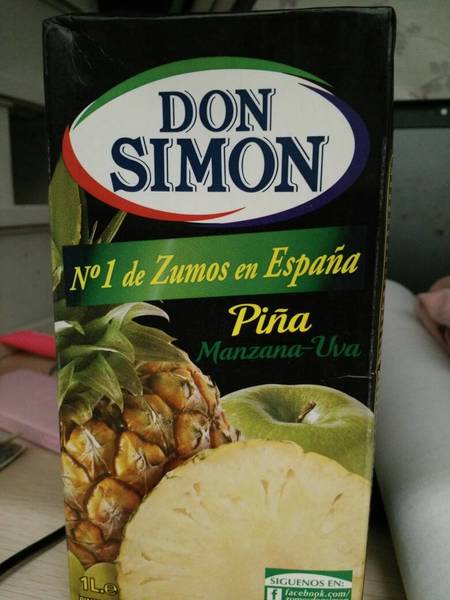 DON
SIMON
Nº1 de Zumos en España
Piña
Manzana-Uva
1L.e
SIGUENOS EN:
facebook.com/